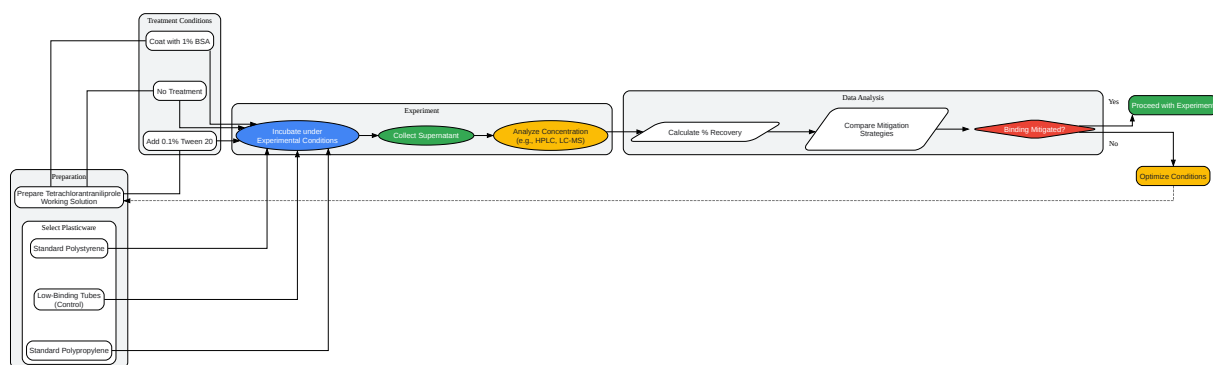 Treatment Conditions
Coat with 1% BSA
No Treatment
Add 0.1% Tween 20
Preparation
Prepare Tetrachlorantraniliprole
Working Solution
Select Plasticware
Standard Polystyrene
Low-Binding Tubes
(Control)
Standard Polypropylene
Experiment
Incubate under
Experimental Conditions
Collect Supernatant
Analyze Concentration
(e.g., HPLC, LC-MS)
Data Analysis
Calculate % Recovery
Compare Mitigation
Strategies
Binding Mitigated?
Yes
Proceed with Experiment
No
Optimize Conditions